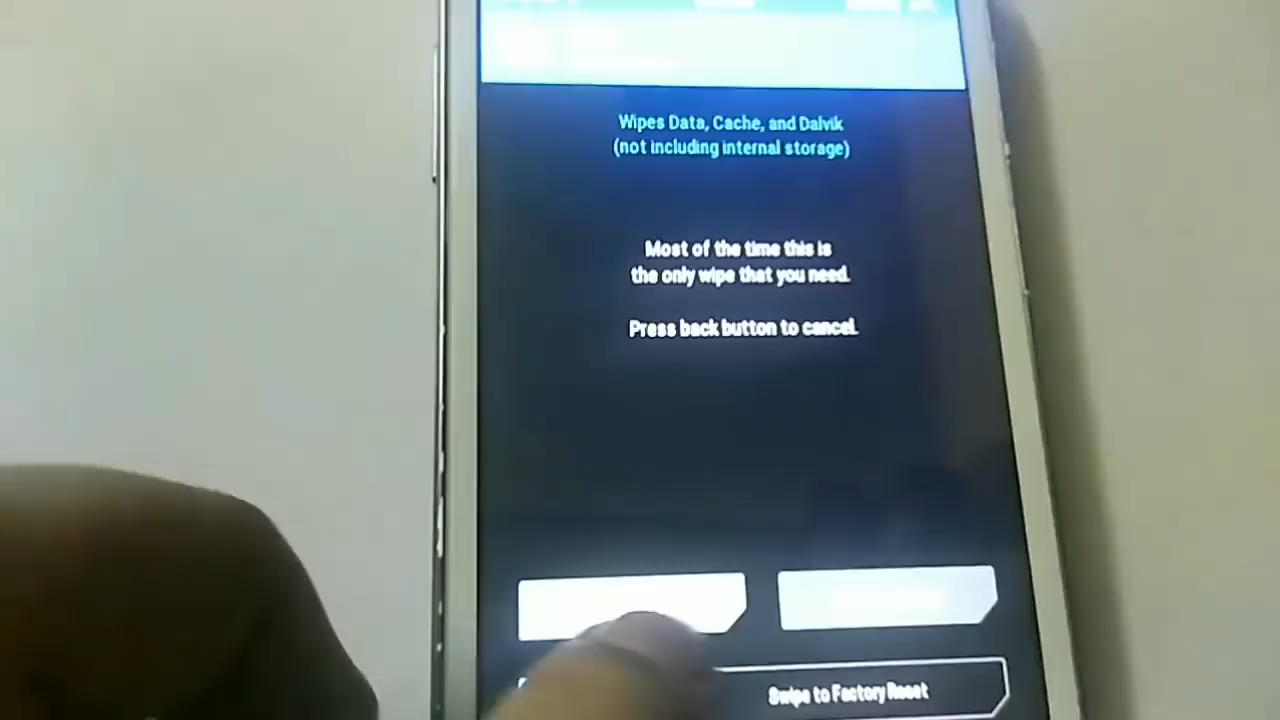 Wipes Data, Cache, and Dalvik
(not including internal storage)
Most of the time this is
the only wipe that you need.
Press back button to cancel.
Swipe to Factory Reset